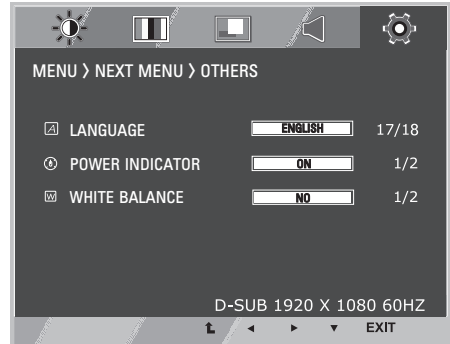 MENU > NEXT MENU > OTHERS
A LANGUAGE ENGLISH 17/18
POWER INDICATOR ON 1/2
W WHITE BALANCE NO 1/2
D-SUB 1920 X 1080 60HZ
EXIT